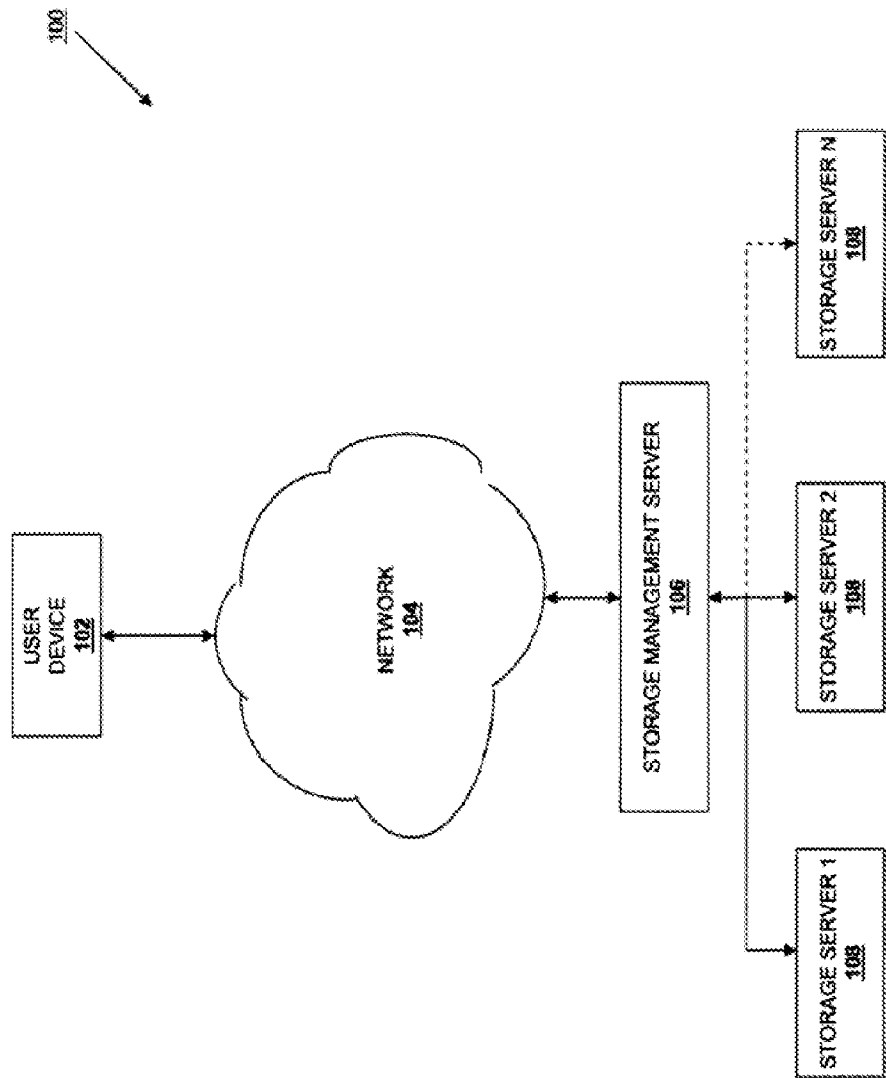 100
USER
DEVICE
102
NETWORK
104
STORAGE MANAGEMENT SERVER
106
STORAGE SERVER 1
108
STORAGE SERVER 2
108
STORAGE SERVER N
108